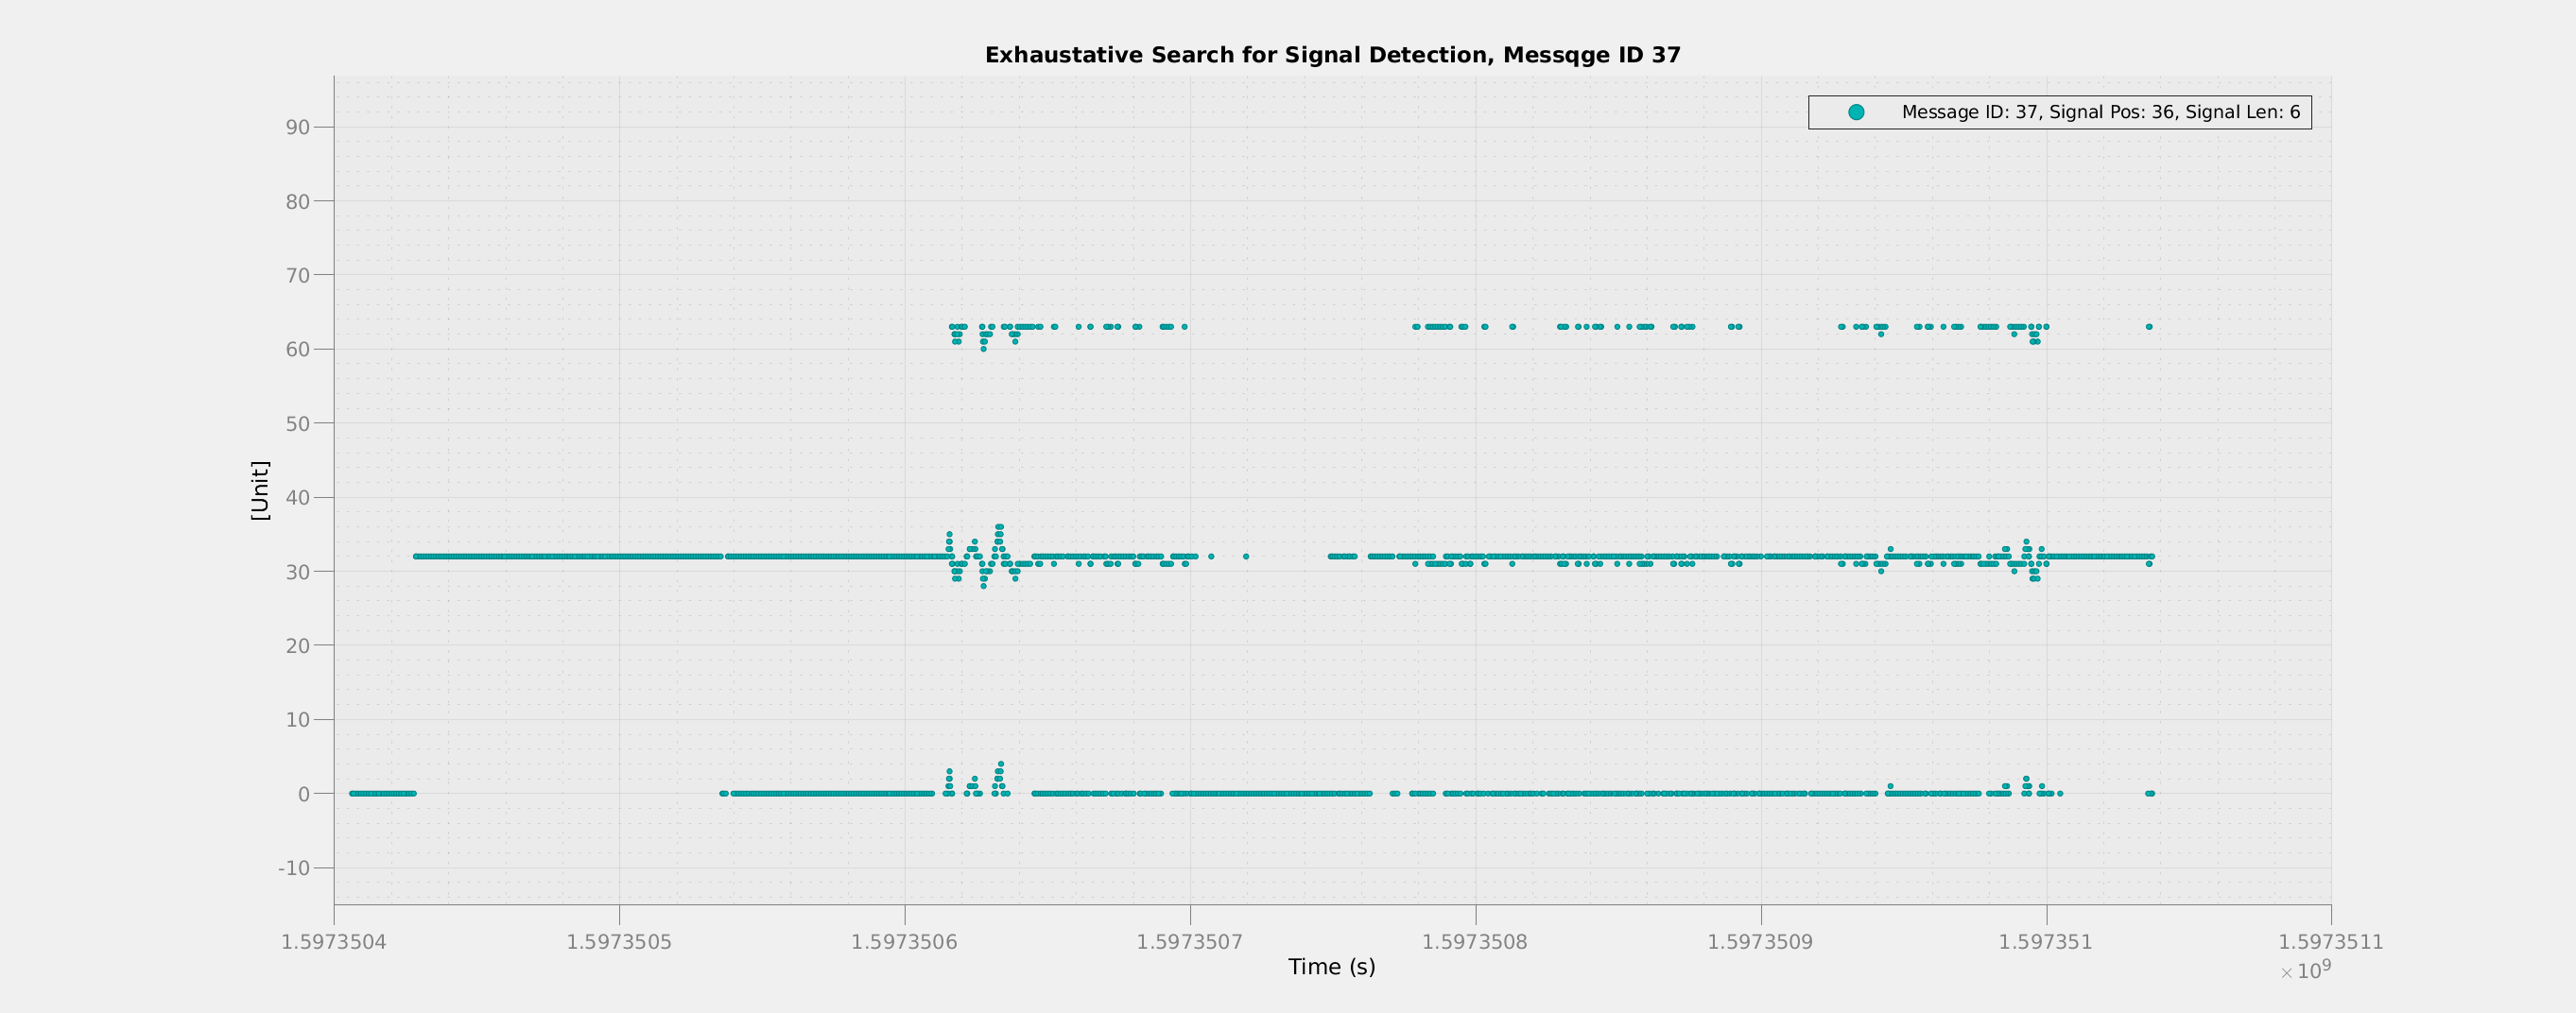 Exhaustative Search for Signal Detection, Messqge ID 37
Message ID: 37, Signal Pos: 36, Signal Len: 6
90
80
70
60
50
40
30
20
10
0
-10
[Unit]
1.5973504 1.5973505 1.5973506 1.5973507 1.5973508 1.5973509 1.597351 1.5973511
Time (s)
× 10⁹